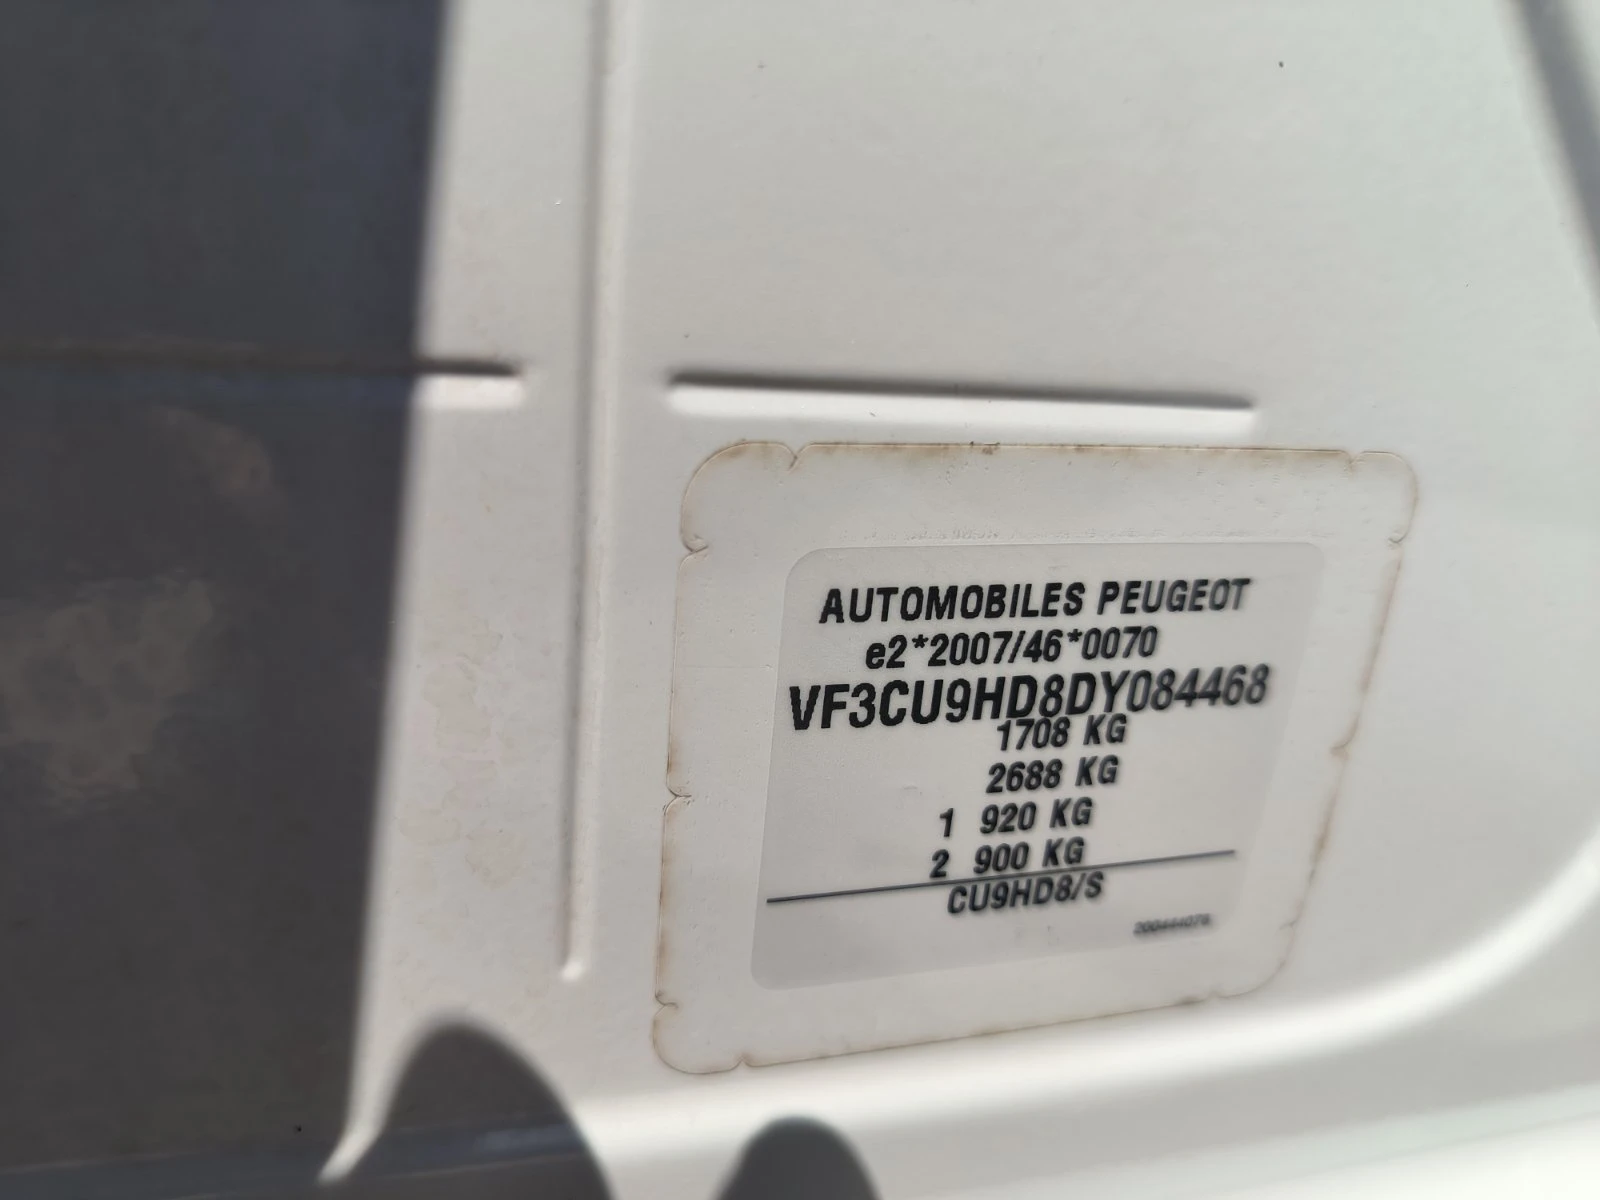 AUTOMOBILES PEUGEOT
e2*2007/46*0070
VF3CU9HD8DY084468
1708 KG
2688 KG
1 920 KG
2 900 KG
CU9HD8/S